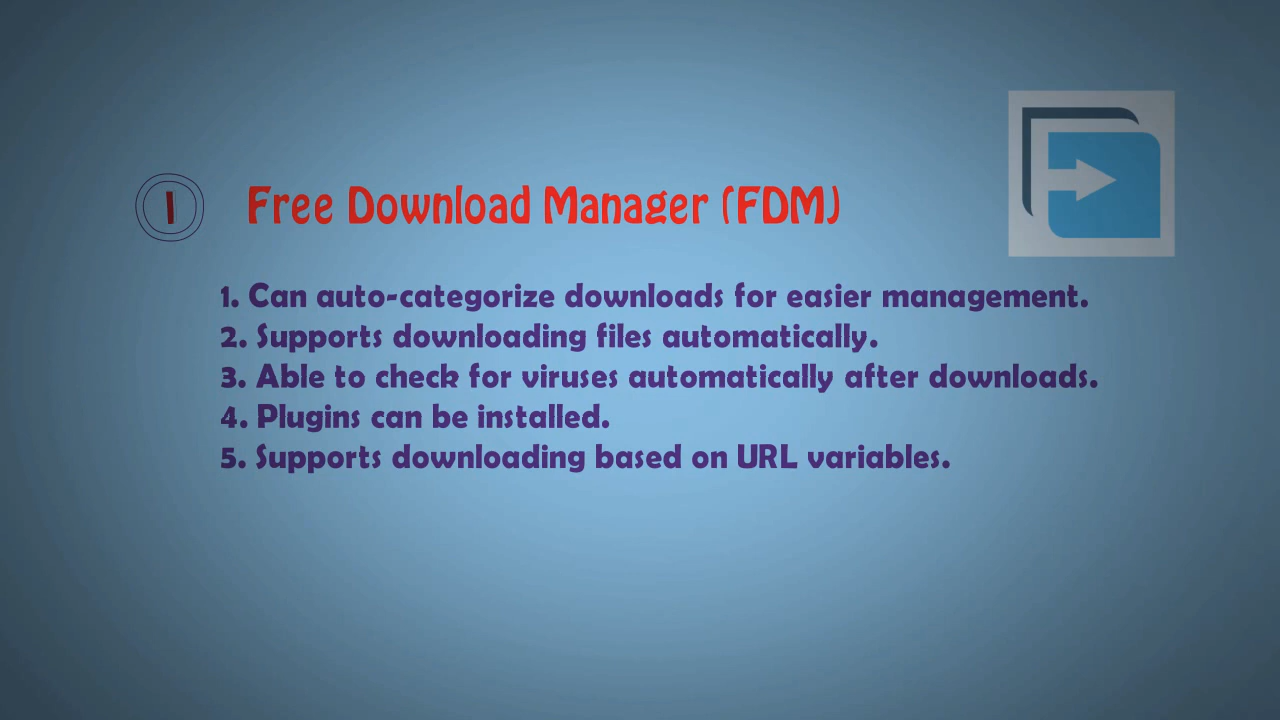 1 Free Download Manager (FDM)
1. Can auto-categorize downloads for easier management.
2. Supports downloading files automatically.
3. Able to check for viruses automatically after downloads.
4. Plugins can be installed.
5. Supports downloading based on URL variables.